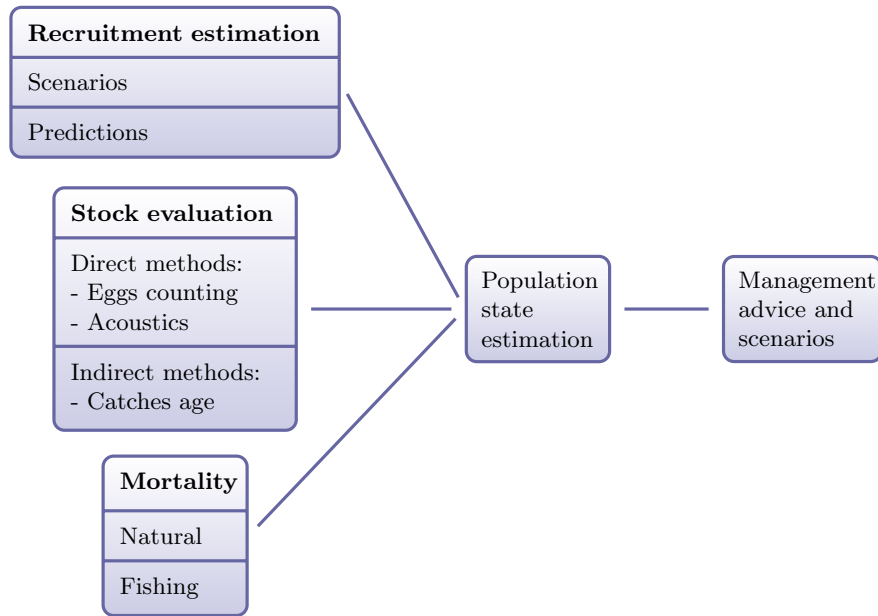 Recruitment estimation
Scenarios
Predictions
Stock evaluation
Direct methods:
- Eggs counting
- Acoustics
Indirect methods:
- Catches age
Mortality
Natural
Fishing
Population
state
estimation
Management
advice and
scenarios